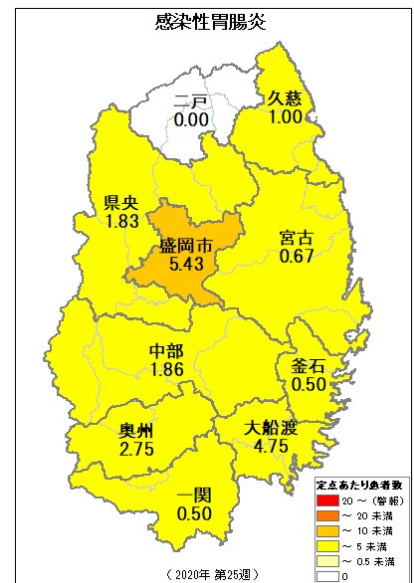 感染性胃腸炎
二戸
0.00
久慈
1.00
県央
1.83
盛岡市
5.43
宮古
0.67
中部
1.86
釜石
0.50
奥州
2.75
大船渡
4.75
一関
0.50
定点あたり患者数
20 ~ (警報)
~ 20 未満
~ 10 未満
~ 5 未満
~ 0.5 未満
0
(2020年 第25週)